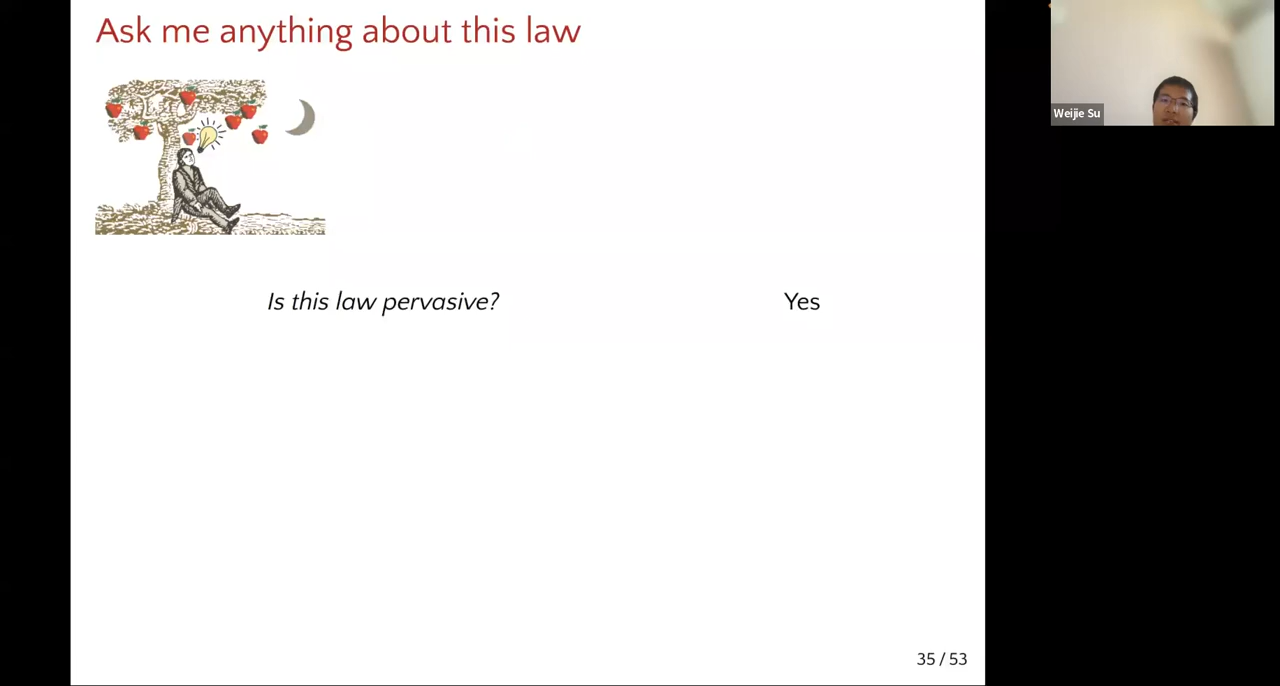 Ask me anything about this law
Weijie Su
Is this law pervasive? Yes
35 / 53